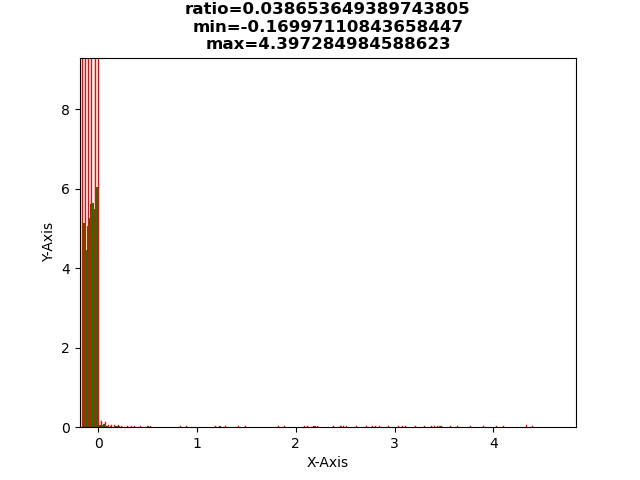 ratio=0.038653649389743805
min=-0.16997110843658447
max=4.397284984588623
8
6
4
2
0
Y-Axis
0 1 2 3 4
X-Axis